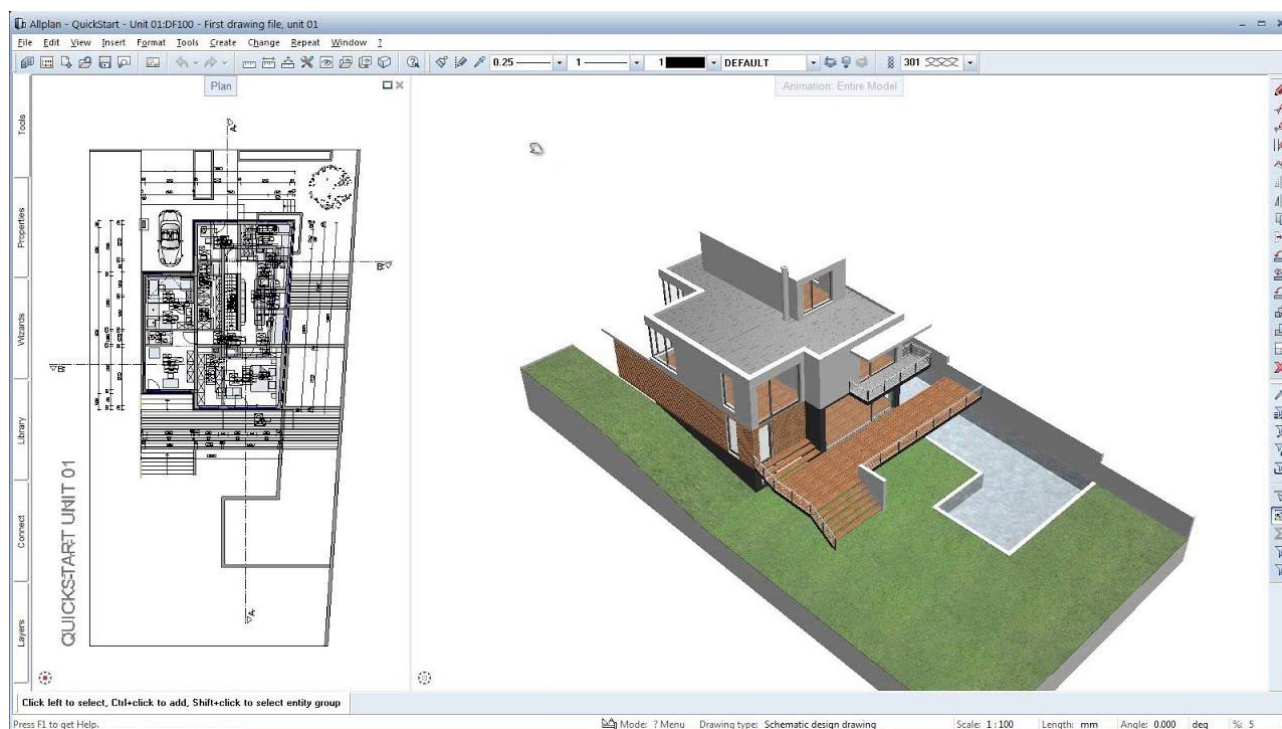 Allplan - QuickStart - Unit 01:DF100 - First drawing file, unit 01
File Edit View Insert Format Tools Create Change Repeat Window ?
0.25 1 1 DEFAULT 301
Plan
Animation: Entire Model
Tools
Properties
Wizards
Library
Connect
Layers
QUICKSTART UNIT 01
Click left to select, Ctrl+click to add, Shift+click to select entity group
Press F1 to get Help. Mode: ? Menu Drawing type: Schematic design drawing Scale: 1:100 Length: mm Angle: 0.000 deg %: 5